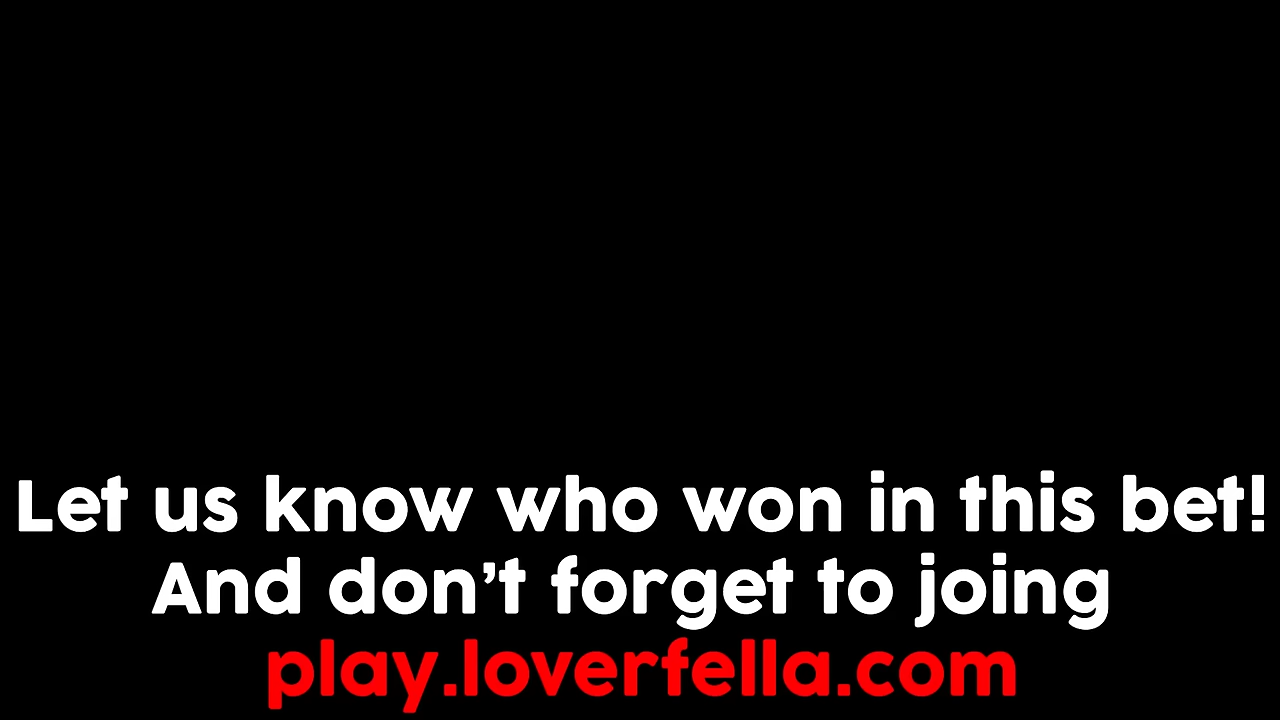 Let us know who won in this bet!
And don't forget to joing
play.loverfella.com